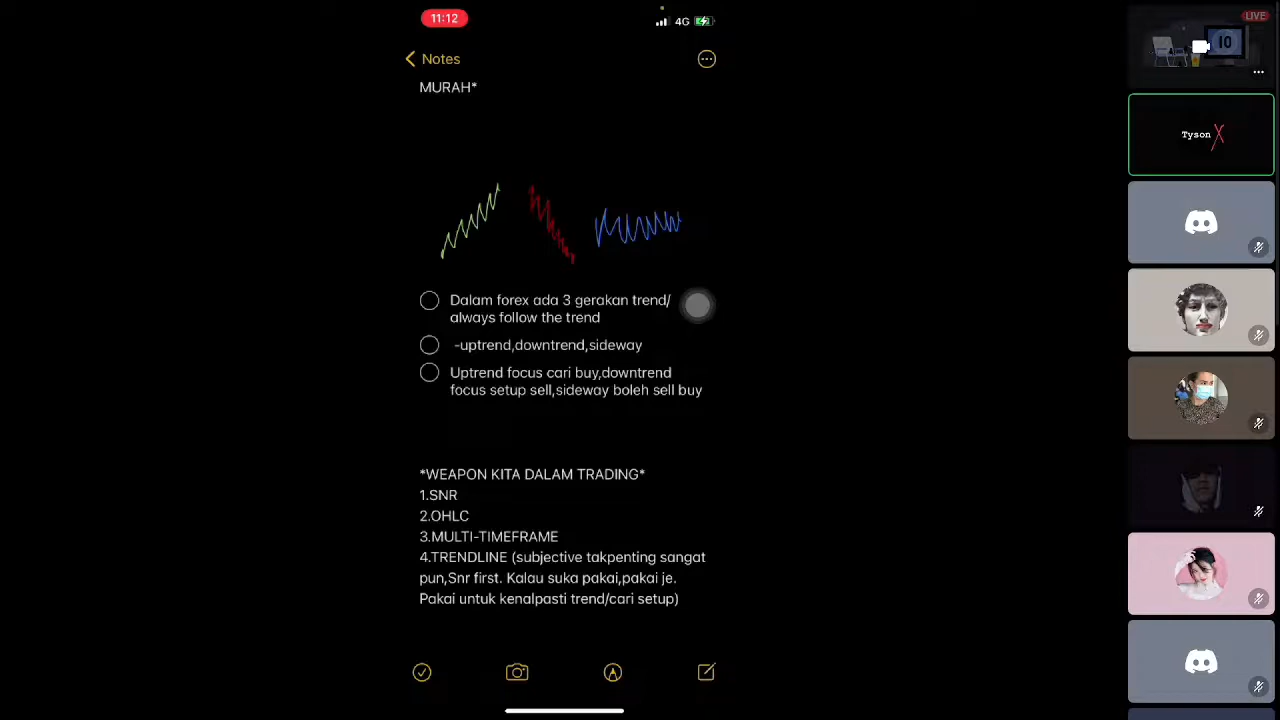 11:12
4G
Notes
MURAH*
Dalam forex ada 3 gerakan trend/
always follow the trend
-uptrend,downtrend,sideway
Uptrend focus cari buy,downtrend
focus setup sell,sideway boleh sell buy
*WEAPON KITA DALAM TRADING*
1.SNR
2.OHLC
3.MULTI-TIMEFRAME
4.TRENDLINE (subjective takpenting sangat
pun,Snr first. Kalau suka pakai,pakai je.
Pakai untuk kenalpasti trend/cari setup)
LIVE
10
Tyson X